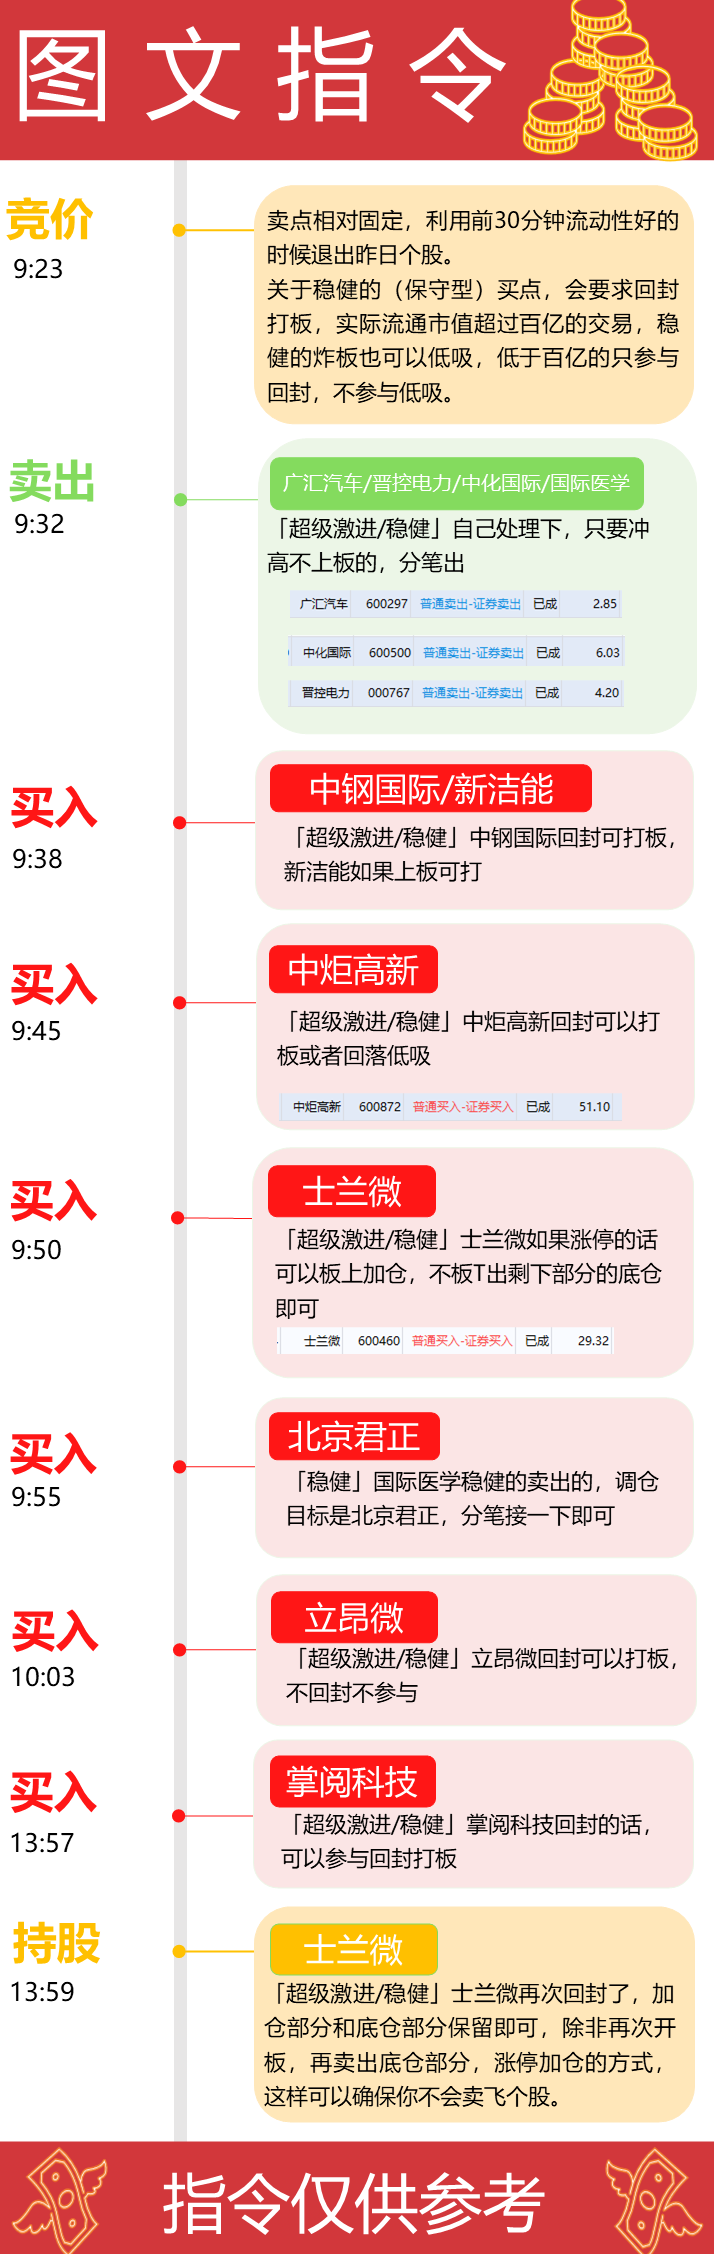 图文指令
竞价
9:23
卖点相对固定，利用前30分钟流动性好的
时候退出昨日个股。
关于稳健的（保守型）买点，会要求回封
打板，实际流通市值超过百亿的交易，稳
健的炸板也可以低吸，低于百亿的只参与
回封，不参与低吸。
卖出
9:32
广汇汽车/晋控电力/中化国际/国际医学
「超级激进/稳健」自己处理下，只要冲
高不上板的，分笔出
广汇汽车 600297 普通卖出-证券卖出 已成 2.85
中化国际 600500 普通卖出-证券卖出 已成 6.03
晋控电力 000767 普通卖出-证券卖出 已成 4.20
买入
9:38
中钢国际/新洁能
「超级激进/稳健」中钢国际回封可打板，
新洁能如果上板可打
买入
9:45
中炬高新
「超级激进/稳健」中炬高新回封可以打
板或者回落低吸
中炬高新 600872 普通买入-证券买入 已成 51.10
买入
9:50
士兰微
「超级激进/稳健」士兰微如果涨停的话
可以板上加仓，不板T出剩下部分的底仓
即可
士兰微 600460 普通买入-证券买入 已成 29.32
买入
9:55
北京君正
「稳健」国际医学稳健的卖出的，调仓
目标是北京君正，分笔接一下即可
买入
10:03
立昂微
「超级激进/稳健」立昂微回封可以打板，
不回封不参与
买入
13:57
掌阅科技
「超级激进/稳健」掌阅科技回封的话，
可以参与回封打板
持股
13:59
士兰微
「超级激进/稳健」士兰微再次回封了，加
仓部分和底仓部分保留即可，除非再次开
板，再卖出底仓部分，涨停加仓的方式，
这样可以确保你不会卖飞个股。
指令仅供参考